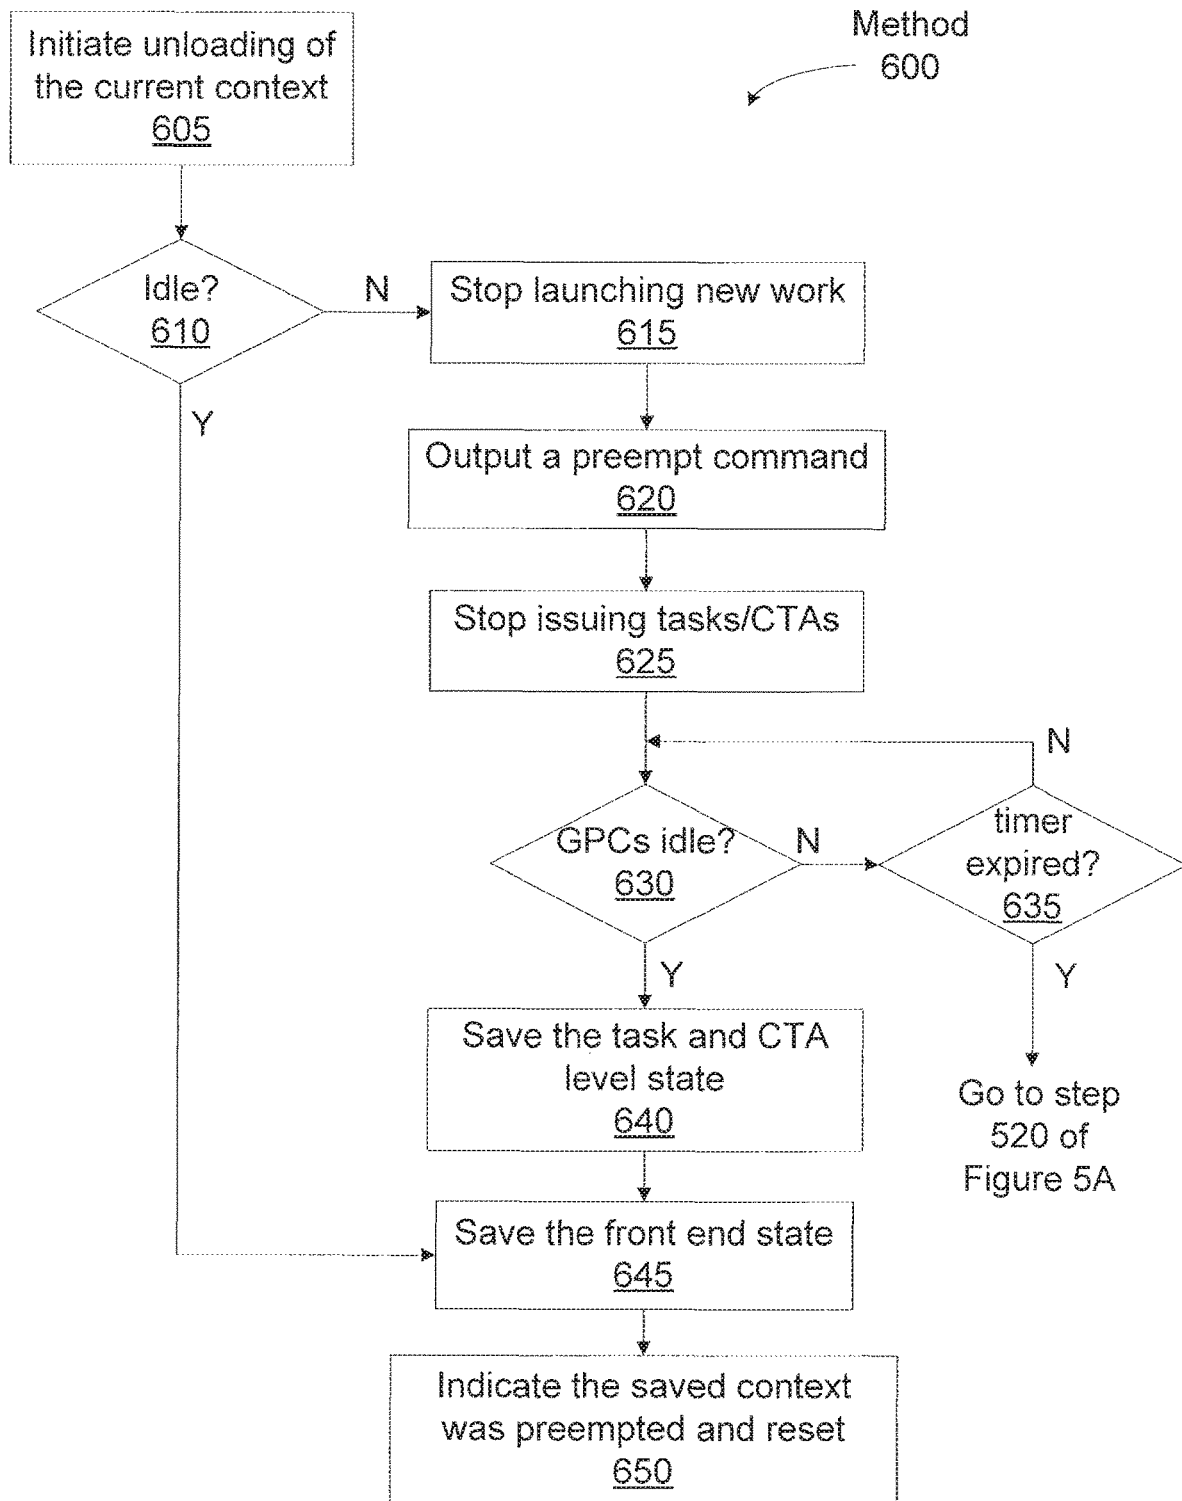 Initiate unloading of
the current context
605
Method
600
Idle?
610
N
Y
Stop launching new work
615
Output a preempt command
620
Stop issuing tasks/CTAs
625
GPCs idle?
630
N
Y
timer
expired?
635
N
Y
Go to step
520 of
Figure 5A
Save the task and CTA
level state
640
Save the front end state
645
Indicate the saved context
was preempted and reset
650